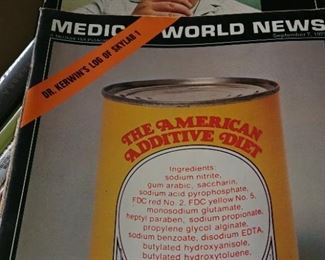 MEDICAL WORLD NEWS
September 7, 197
DR. KERWIN'S LOG OF SKYLAB 1
THE AMERICAN
ADDITIVE DIET
Ingredients:
sodium nitrite,
gum arabic, saccharin,
sodium acid pyrophosphate,
FDC red No. 2, FDC yellow No. 5,
monosodium glutamate,
heptyl paraben, sodium propionate,
propylene glycol alginate,
sodium benzoate, disodium EDTA,
butylated hydroxyanisole,
butylated hydroxytoluene,